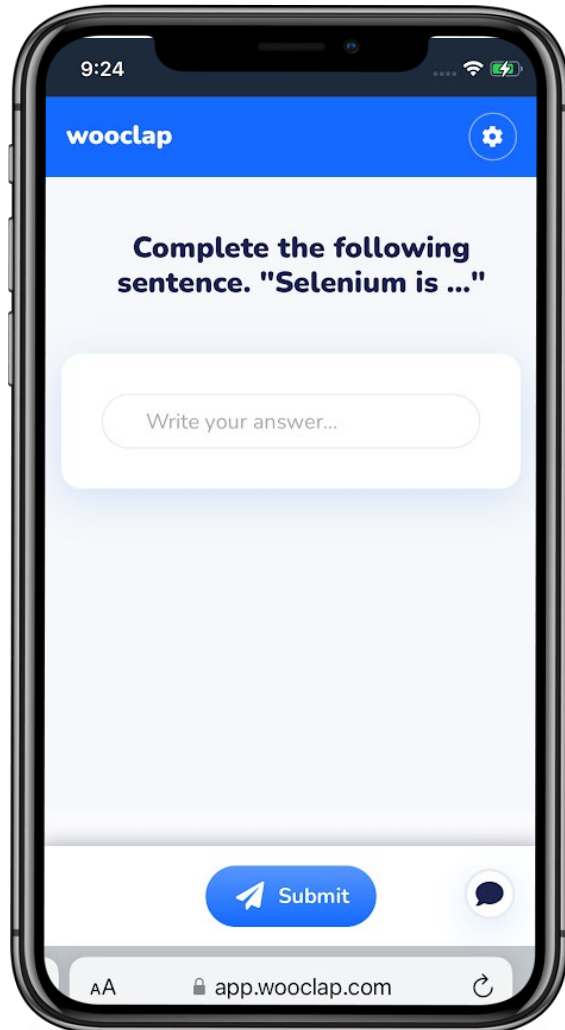 9:24
wooclap
Complete the following
sentence. "Selenium is ..."
Write your answer...
Submit
AA app.wooclap.com